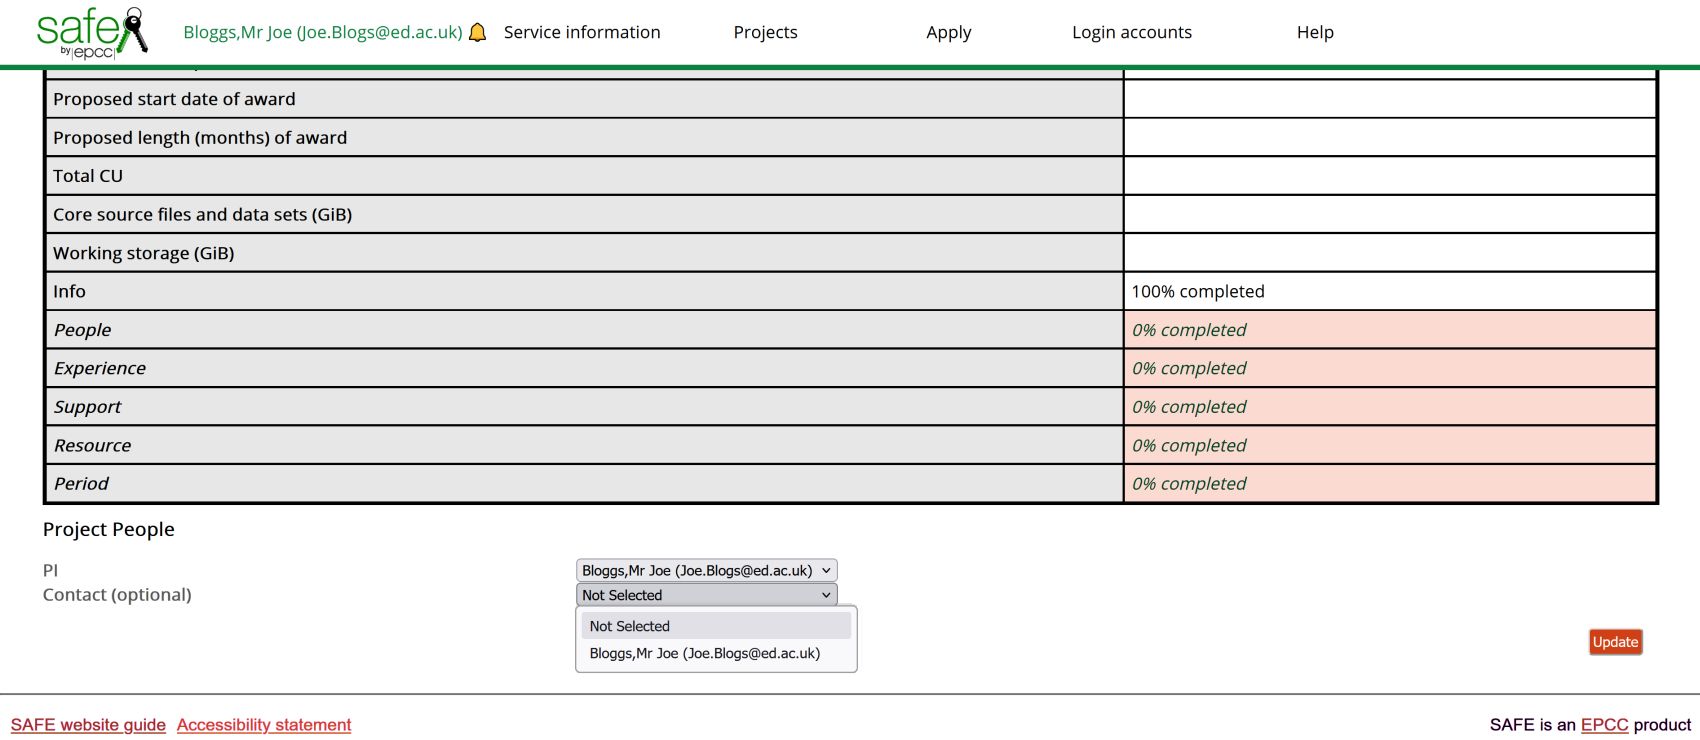 safe
by |epcc|
Bloggs,Mr Joe (Joe.Blogs@ed.ac.uk) Service information Projects Apply Login accounts Help
Proposed start date of award
Proposed length (months) of award
Total CU
Core source files and data sets (GiB)
Working storage (GiB)
Info 100% completed
People 0% completed
Experience 0% completed
Support 0% completed
Resource 0% completed
Period 0% completed
Project People
PI Bloggs,Mr Joe (Joe.Blogs@ed.ac.uk)
Contact (optional) Not Selected
Not Selected
Bloggs,Mr Joe (Joe.Blogs@ed.ac.uk)
Update
SAFE website guide Accessibility statement SAFE is an EPCC product